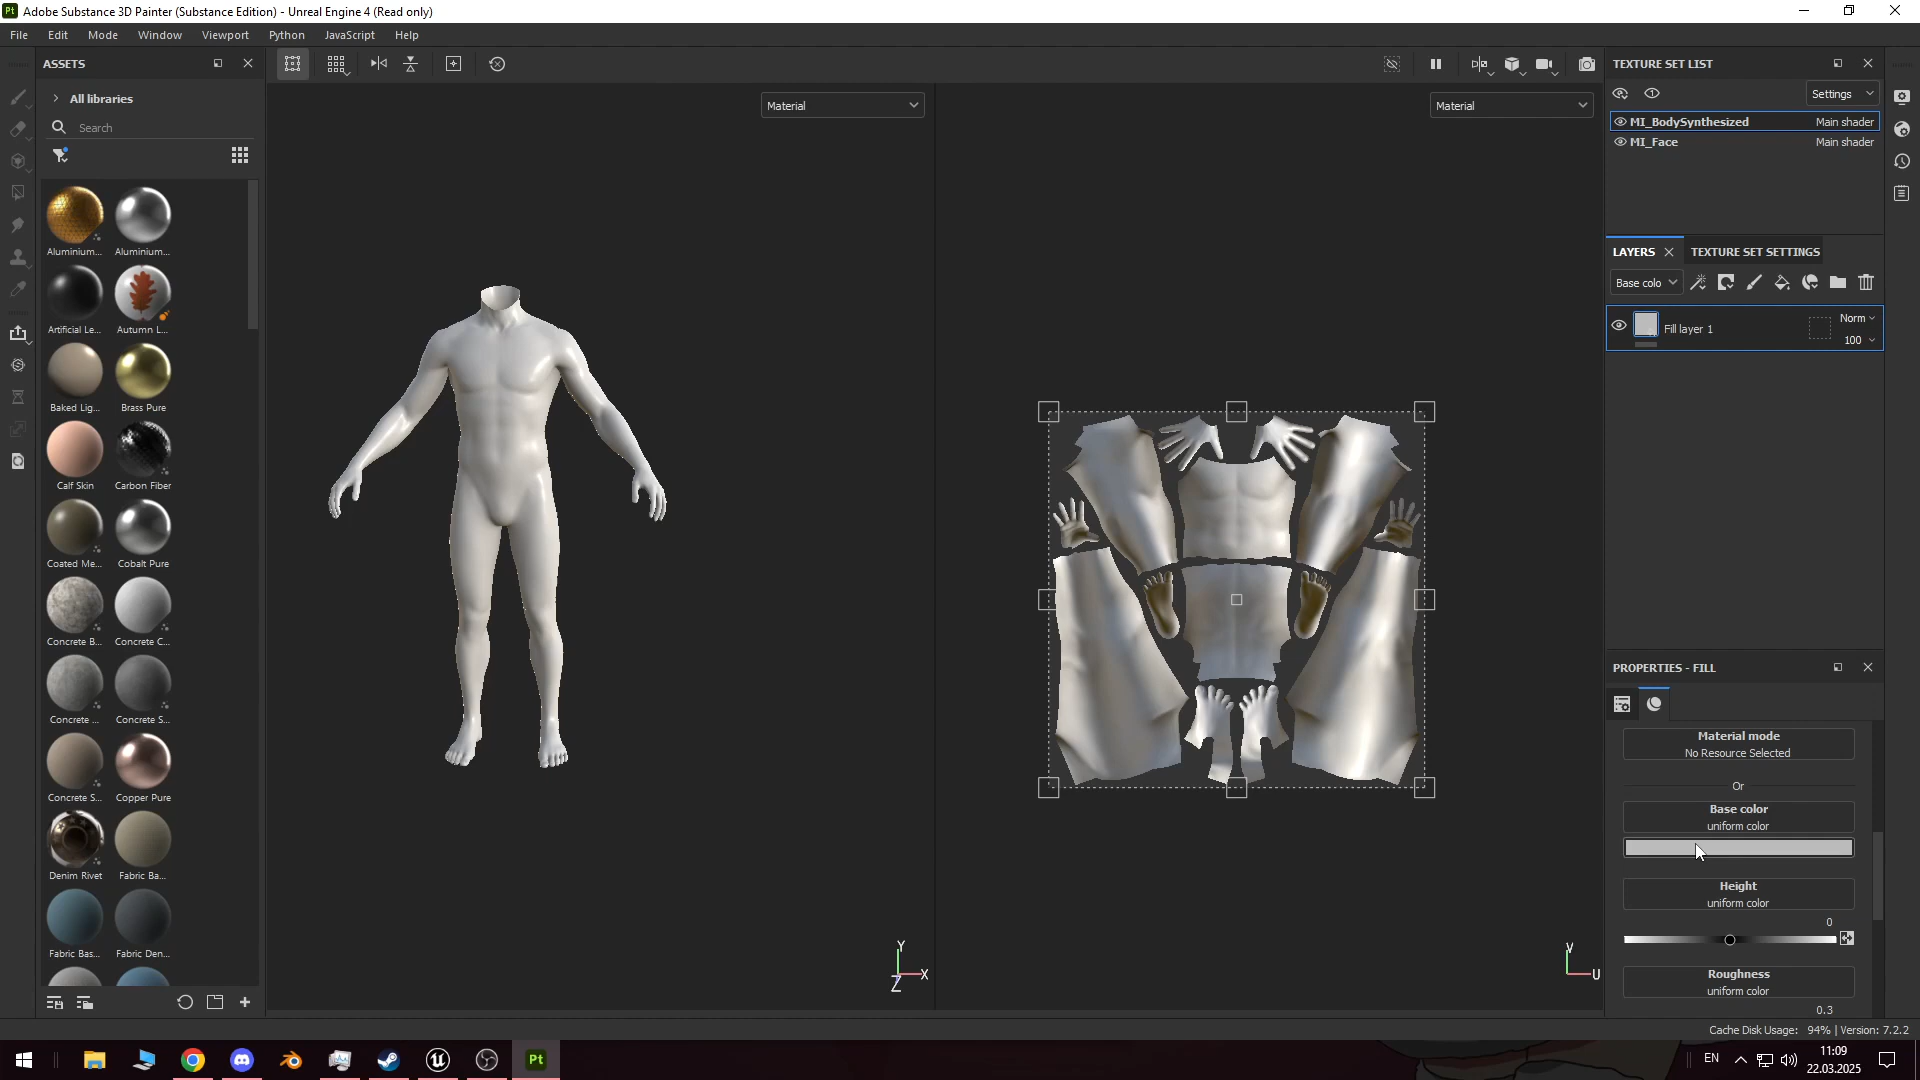 Adobe Substance 3D Painter (Substance Edition) - Unreal Engine 4 (Read only)
File Edit Mode Window Viewport Python JavaScript Help
ASSETS
All libraries
Search
Aluminium... Aluminium...
Artificial Le... Autumn L...
Baked Lig... Brass Pure
Calf Skin Carbon Fiber
Coated Me... Cobalt Pure
Concrete B... Concrete C...
Concrete ... Concrete S...
Concrete S... Copper Pure
Denim Rivet Fabric Ba...
Fabric Bas... Fabric Den...
Material
Y
X
Z
Material
V
U
TEXTURE SET LIST
Settings
MI_BodySynthesized Main shader
MI_Face Main shader
LAYERS TEXTURE SET SETTINGS
Base colo
Fill layer 1
Norm
100
PROPERTIES - FILL
Material mode
No Resource Selected
Or
Base color
uniform color
Height
uniform color
0
Roughness
uniform color
0.3
Cache Disk Usage: 94% | Version: 7.2.2
Pt
EN
11:09
22.03.2025